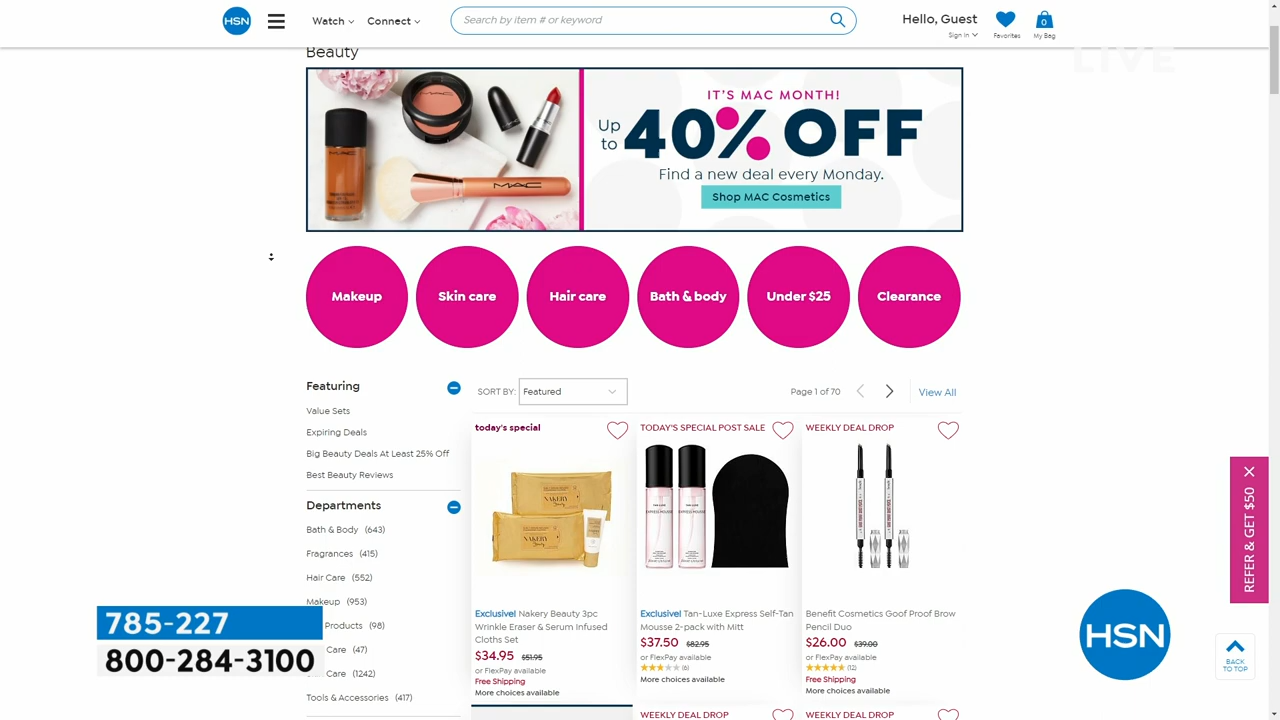 HSN
Watch
Connect
Search by item # or keyword
Hello, Guest
Sign In
Favorites
0
My Bag
LIVE
Beauty
MAC
MAC
IT'S MAC MONTH!
Up to 40% OFF
Find a new deal every Monday.
Shop MAC Cosmetics
Makeup
Skin care
Hair care
Bath & body
Under $25
Clearance
Featuring
Value Sets
Expiring Deals
Big Beauty Deals At Least 25% Off
Best Beauty Reviews
Departments
Bath & Body (643)
Fragrances (415)
Hair Care (552)
Makeup (953)
Products (98)
Care (47)
Care (1242)
Tools & Accessories (417)
SORT BY: Featured
Page 1 of 70
View All
today's special
NAKERY
NAKERY
Exclusive! Nakery Beauty 3pc
Wrinkle Eraser & Serum Infused
Cloths Set
$34.95 $51.95
or FlexPay available
Free Shipping
More choices available
TODAY'S SPECIAL POST SALE
Exclusive! Tan-Luxe Express Self-Tan
Mousse 2-pack with Mitt
$37.50 $82.95
or FlexPay available
(6)
More choices available
WEEKLY DEAL DROP
Benefit Cosmetics Goof Proof Brow
Pencil Duo
$26.00 $39.00
or FlexPay available
(12)
Free Shipping
More choices available
WEEKLY DEAL DROP
WEEKLY DEAL DROP
REFER & GET $50
785-227
800-284-3100
HSN
BACK
TO TOP